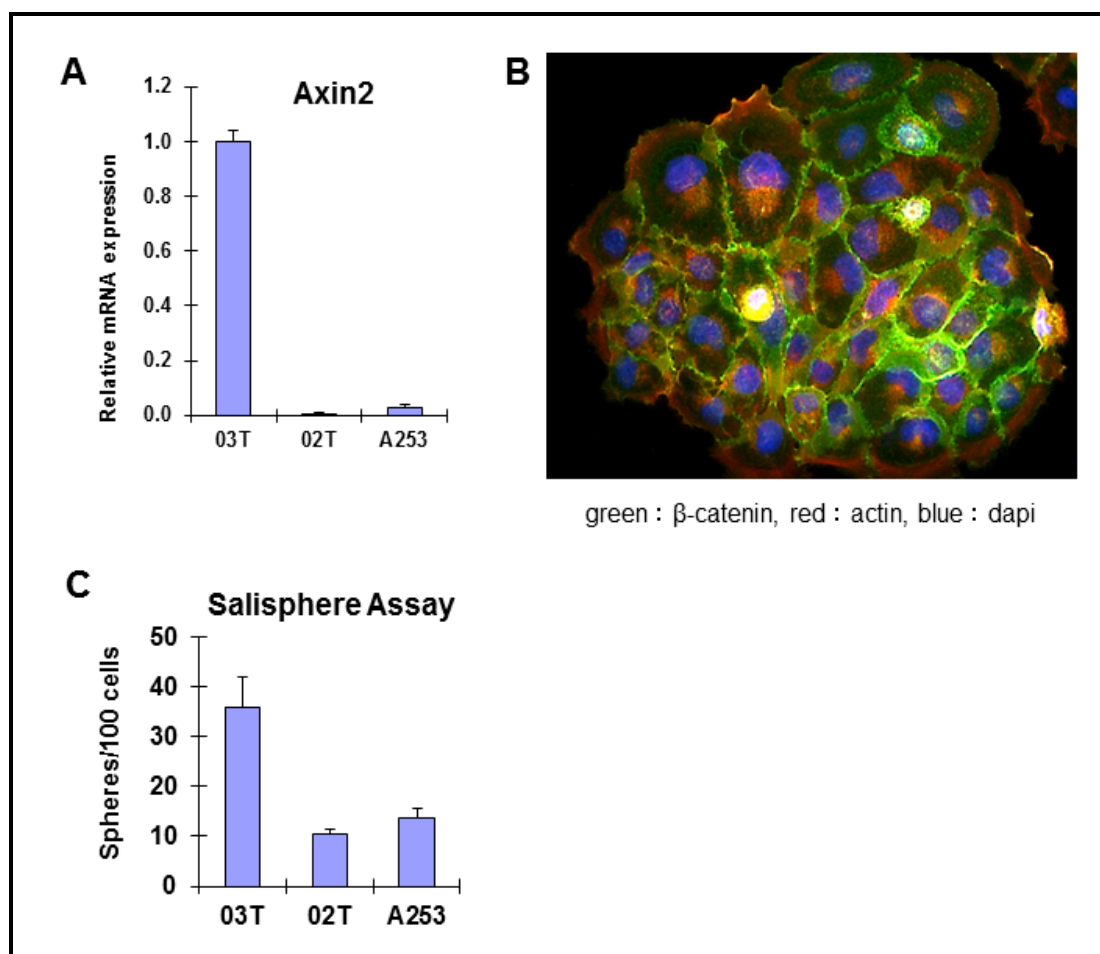 A
Axin2
Relative mRNA expression
1.2
1.0
0.8
0.6
0.4
0.2
0.0
03T 02T A253
B
green : β-catenin, red : actin, blue : dapi
C
Salisphere Assay
Spheres/100 cells
50
40
30
20
10
0
03T 02T A253